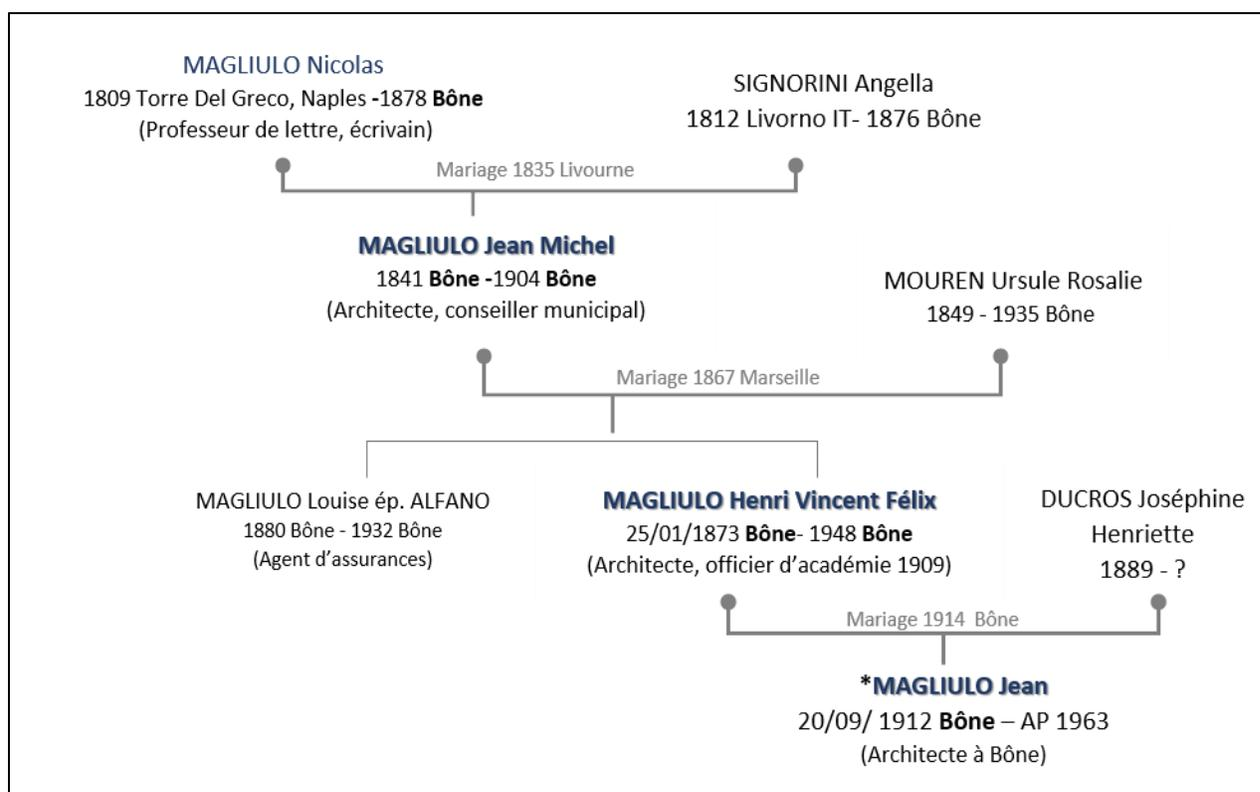 MAGLIULO Nicolas
1809 Torre Del Greco, Naples -1878 Bône
(Professeur de lettre, écrivain)
SIGNORINI Angella
1812 Livorno IT- 1876 Bône
Mariage 1835 Livourne
MAGLIULO Jean Michel
1841 Bône -1904 Bône
(Architecte, conseiller municipal)
MOUREN Ursule Rosalie
1849 - 1935 Bône
Mariage 1867 Marseille
MAGLIULO Louise ép. ALFANO
1880 Bône - 1932 Bône
(Agent d’assurances)
MAGLIULO Henri Vincent Félix
25/01/1873 Bône- 1948 Bône
(Architecte, officier d’académie 1909)
DUCROS Joséphine
Henriette
1889 - ?
Mariage 1914 Bône
*MAGLIULO Jean
20/09/ 1912 Bône – AP 1963
(Architecte à Bône)